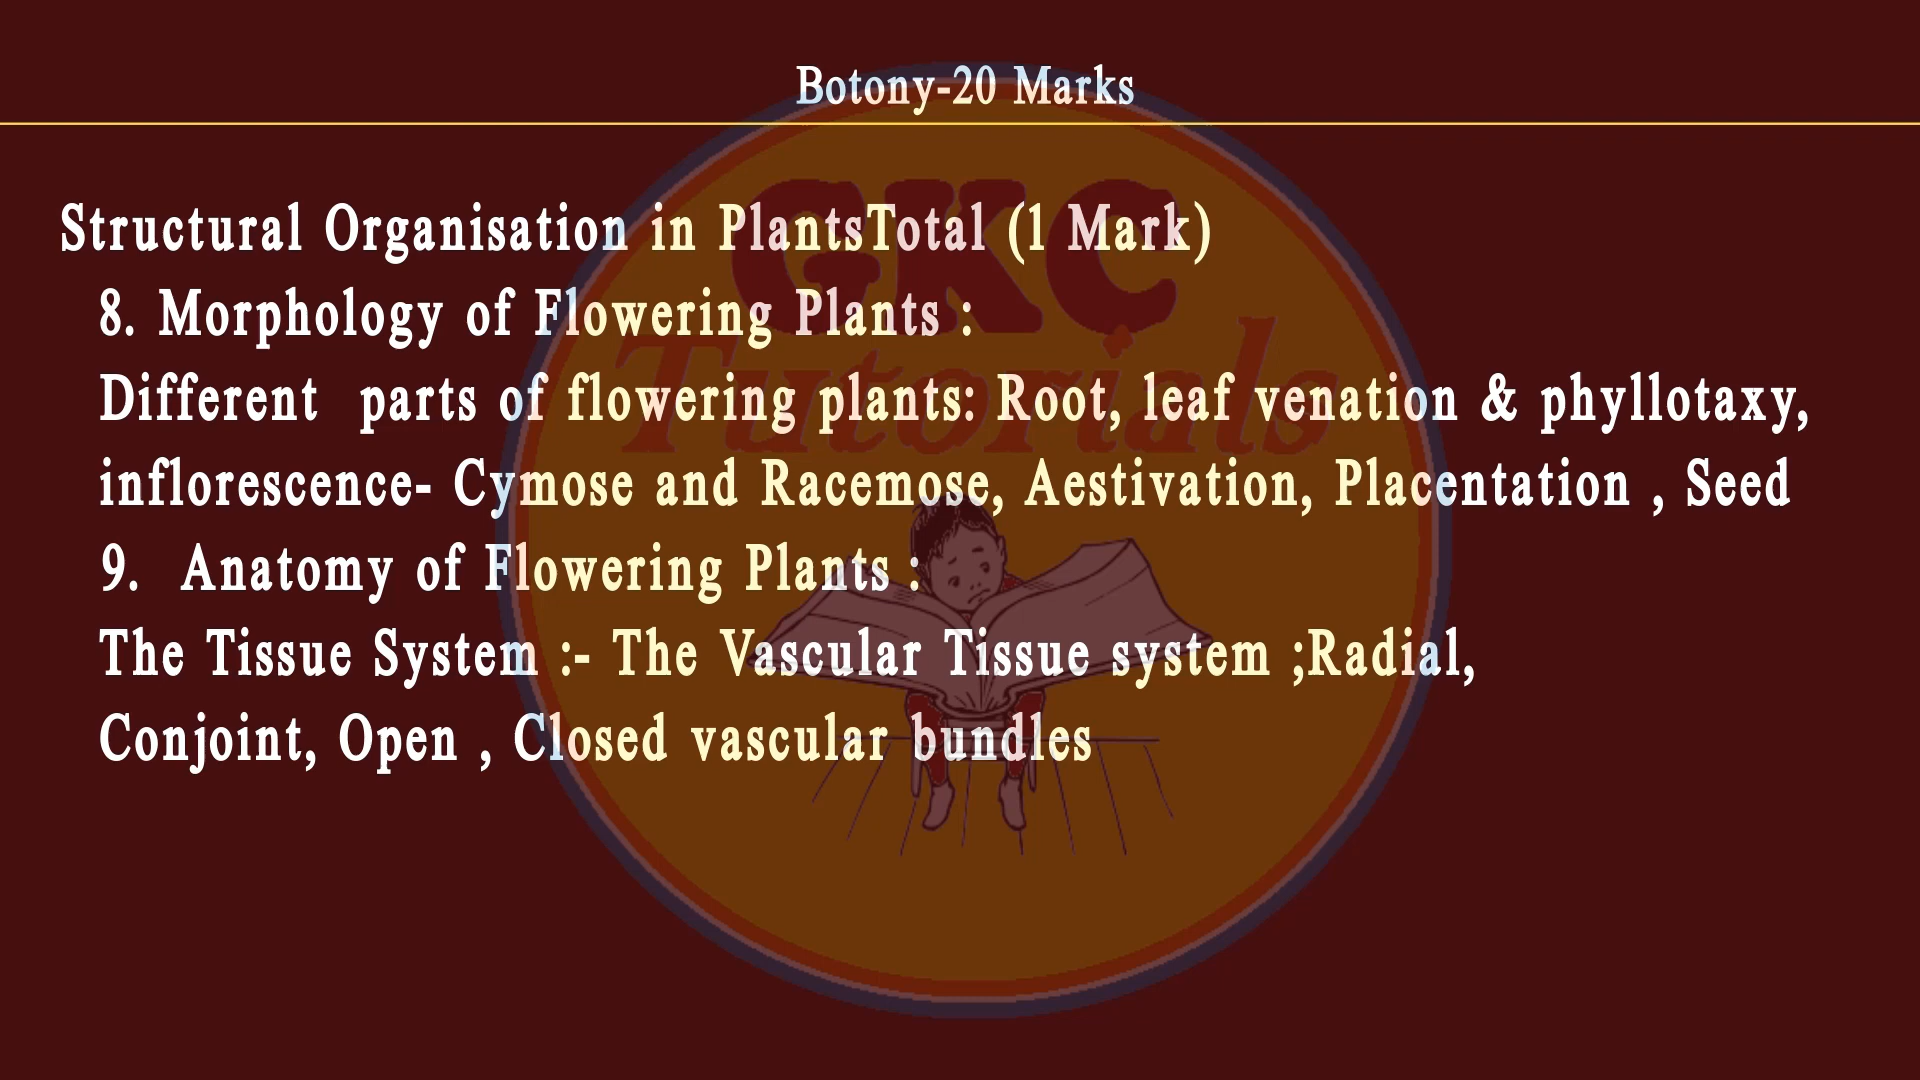 Botony-20 Marks
GKC
Tutorials
Structural Organisation in PlantsTotal (1 Mark)
8. Morphology of Flowering Plants :
Different parts of flowering plants: Root, leaf venation & phyllotaxy,
inflorescence- Cymose and Racemose, Aestivation, Placentation , Seed
9. Anatomy of Flowering Plants :
The Tissue System :- The Vascular Tissue system ;Radial,
Conjoint, Open , Closed vascular bundles